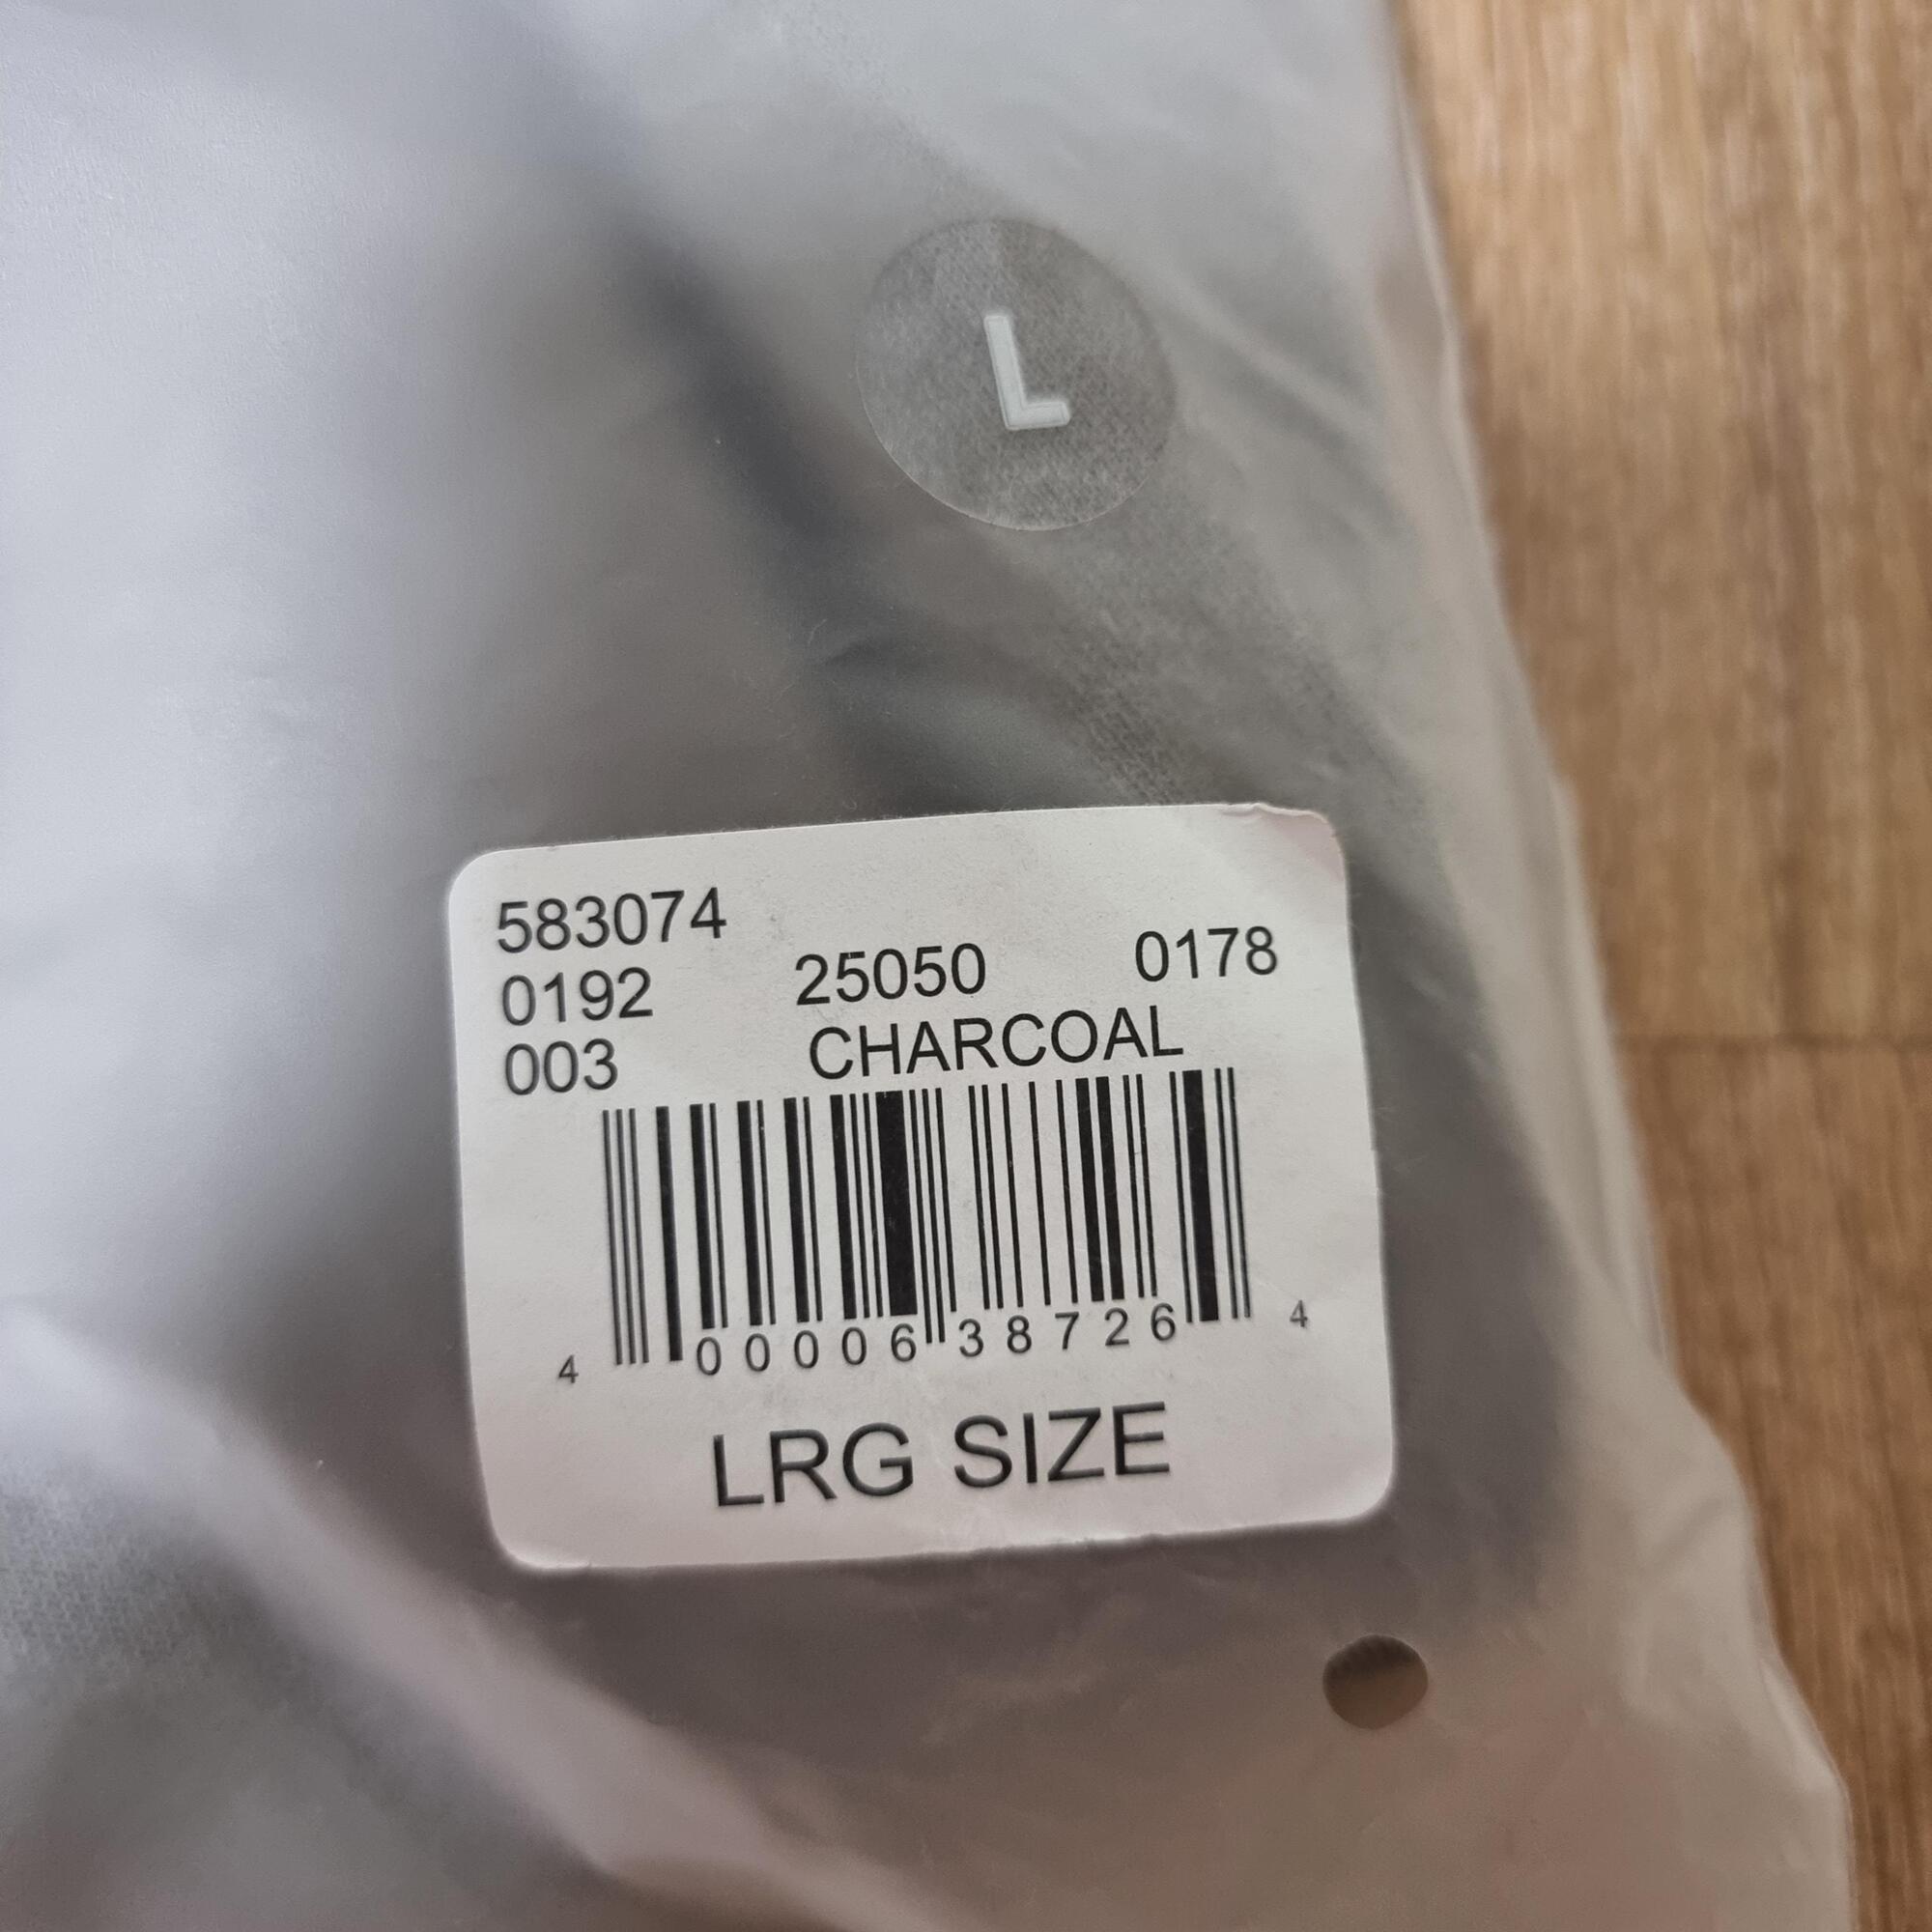 L
583074
0192 25050 0178
003 CHARCOAL
4 00006 38726 4
LRG SIZE